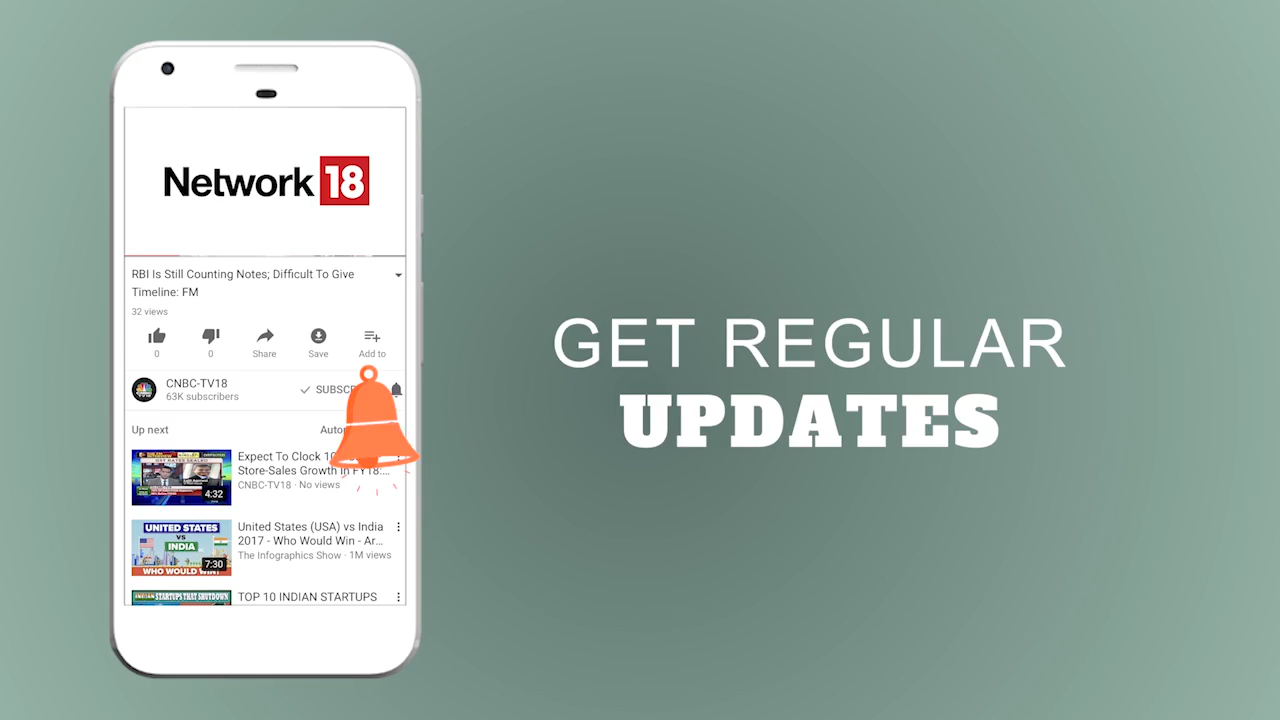 Network 18
RBI Is Still Counting Notes; Difficult To Give
Timeline: FM
32 views
0
0
Share
Save
Add to
CNBC-TV18
63K subscribers
Up next
4:32
Expect To Clock
Store-Sales Growth In FY18:...
CNBC-TV18 · No views
UNITED STATES
VS
INDIA
WHO WOULD WIN?
7:30
United States (USA) vs India
2017 - Who Would Win - Ar...
The Infographics Show · 1M views
INDIAN STARTUPS THAT SHUTDOWN
TOP 10 INDIAN STARTUPS
GET REGULAR
UPDATES